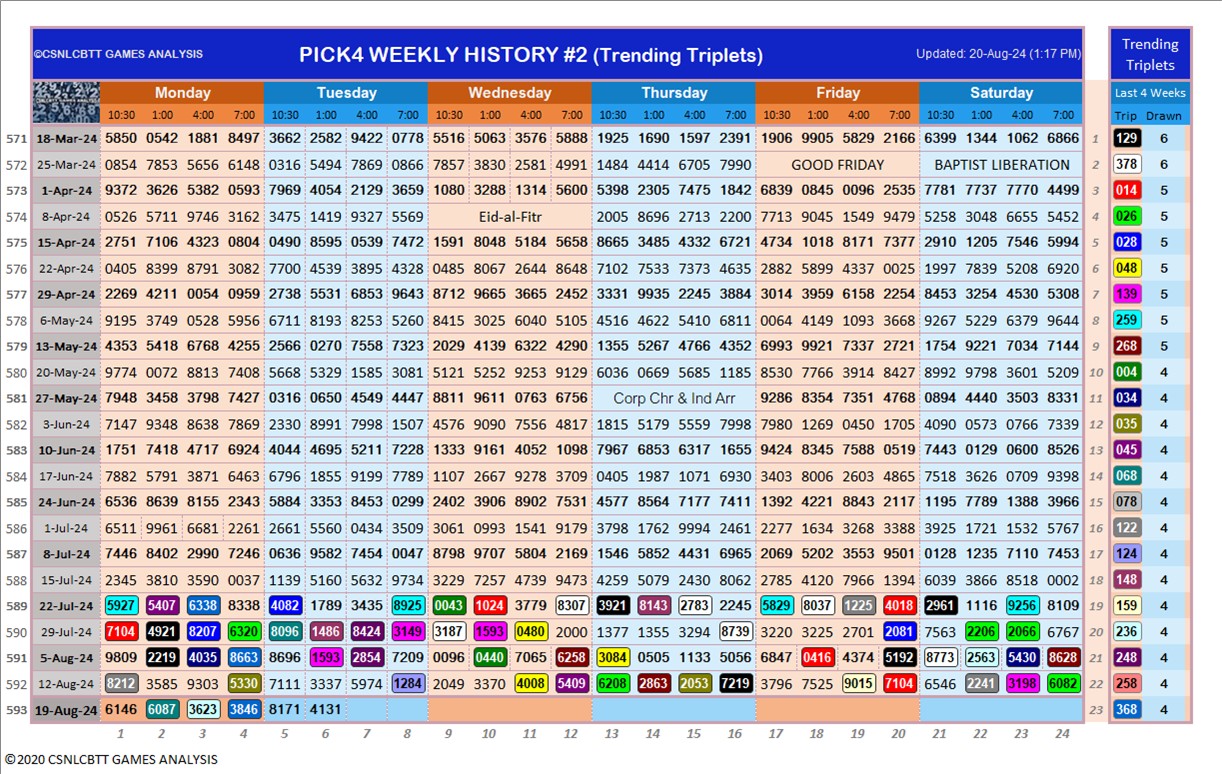 ©CSNLCBTT GAMES ANALYSIS PICK4 WEEKLY HISTORY #2 (Trending Triplets) Updated: 20-Aug-24 (1:17 PM) Trending Triplets
Monday Tuesday Wednesday Thursday Friday Saturday Last 4 Weeks
10:30 1:00 4:00 7:00 10:30 1:00 4:00 7:00 10:30 1:00 4:00 7:00 10:30 1:00 4:00 7:00 10:30 1:00 4:00 7:00 10:30 1:00 4:00 7:00 Trip Drawn
571 18-Mar-24 5850 0542 1881 8497 3662 2582 9422 0777 5516 5063 3576 5888 1925 1690 1597 2391 1906 9905 5829 2166 6399 1344 1062 6866 1 129 6
572 25-Mar-24 0854 7853 5656 6148 0316 5494 7869 0866 7857 3830 2581 4991 1484 4414 6705 7990 GOOD FRIDAY BAPTIST LIBERATION 2 378 6
573 1-Apr-24 9372 3626 5382 0593 7969 4054 2129 3659 1080 3288 1314 5600 5398 2305 7475 1842 6839 0845 0096 2535 7781 7737 7770 4499 3 014 5
574 8-Apr-24 0526 5711 9746 3162 3475 1419 9327 5569 Eid-al-Fitr 2005 8696 2713 2200 7713 9045 1549 9479 5258 3048 6655 5452 4 026 5
575 15-Apr-24 2751 7106 4323 0804 0490 8595 0539 7472 1591 8048 5184 5658 8665 3485 4332 6721 4734 1018 8171 7377 2910 1205 7546 5994 5 028 5
576 22-Apr-24 0405 8399 8791 3082 7700 4539 3895 4328 0485 8067 2644 8648 7102 7533 7373 4635 2882 5899 4337 0025 1997 7839 5208 6920 6 048 5
577 29-Apr-24 2269 4211 0054 0959 2738 5531 6853 9643 8712 9665 3665 2452 3331 9935 2245 3884 3014 3959 6158 2254 8453 3254 4530 5308 7 139 5
578 6-May-24 9195 3749 0528 5956 6711 8193 8253 5260 8415 3025 6040 5105 4516 4622 5410 6811 0064 4149 1093 3668 9267 5229 6379 9644 8 259 5
579 13-May-24 4353 5418 6768 4255 2566 0270 7558 7323 9029 4139 6322 4290 1355 5267 4766 4352 6993 9921 7337 2721 1754 9221 7034 7144 9 268 5
580 20-May-24 9774 0072 8813 7408 5668 5329 1585 3081 5121 5252 9253 9129 6036 0669 5685 1185 8530 7766 3914 8427 8992 9798 3601 5209 10 004 4
581 27-May-24 7948 3458 3798 7427 0316 0650 4549 4447 8811 9611 0763 6756 Corp Chr & Ind Arr 9286 8354 7351 4768 0894 4440 3503 8331 11 034 4
582 3-Jun-24 7147 9348 8638 7869 2330 8991 7998 1507 4576 9090 7556 4817 1815 5179 5559 7998 7980 1269 0450 1705 4090 0573 0766 7339 12 035 4
583 10-Jun-24 1751 7418 4717 6924 4044 4695 5211 7228 1333 9161 4052 1098 7967 6853 6317 1655 9424 8345 7588 0519 7443 0129 0600 8526 13 045 4
584 17-Jun-24 7882 5791 3871 6463 6796 1855 9199 7781 1107 2667 9278 3709 0405 1987 1071 6930 3403 8006 2603 4865 7518 3626 0709 9398 14 068 4
585 24-Jun-24 6536 8639 8155 2343 5884 3353 8453 0299 2402 3906 8902 7531 4577 8564 7177 7411 1392 4221 8843 2117 1195 7789 1388 3966 15 078 4
586 1-Jul-24 6511 9961 6681 2261 2661 5560 0434 3509 3061 0993 1541 9179 3798 1762 9994 2461 2277 1634 3268 3388 3925 1721 1532 5767 16 122 4
587 8-Jul-24 7446 8402 2990 7246 0636 9582 7454 0047 8798 9707 5804 2169 1546 5852 4431 6965 2069 5202 3553 9501 0128 1235 7110 7453 17 124 4
588 15-Jul-24 2345 3810 3590 0037 1139 5160 5632 9734 3229 7257 4739 9473 4259 5079 2430 8062 2785 4120 7966 1394 6039 3866 8518 0002 18 148 4
589 22-Jul-24 5927 5407 6338 8338 4082 1789 3435 8925 0043 1024 3779 8307 3921 8143 2783 2245 5829 8037 1225 4018 2961 1116 9256 8109 19 159 4
590 29-Jul-24 7104 4921 8207 6320 8096 1486 8424 3149 3187 1593 0480 2000 1377 1355 3294 8739 3220 3225 2701 2081 7563 2206 2066 6767 20 236 4
591 5-Aug-24 9809 2219 4035 8663 8696 1593 2854 7209 0096 0440 7065 6258 3084 0505 1133 5056 6847 0416 4374 5192 8773 2563 5430 8628 21 248 4
592 12-Aug-24 8212 3585 9303 5330 7111 3337 5974 1284 2049 3370 4008 5409 6208 2863 2053 7219 3796 7525 9015 7104 6546 2241 3198 6082 22 258 4
593 19-Aug-24 6146 6087 3623 3846 8171 4131 23 368 4
1 2 3 4 5 6 7 8 9 10 11 12 13 14 15 16 17 18 19 20 21 22 23 24
©2020 CSNLCBTT GAMES ANALYSIS